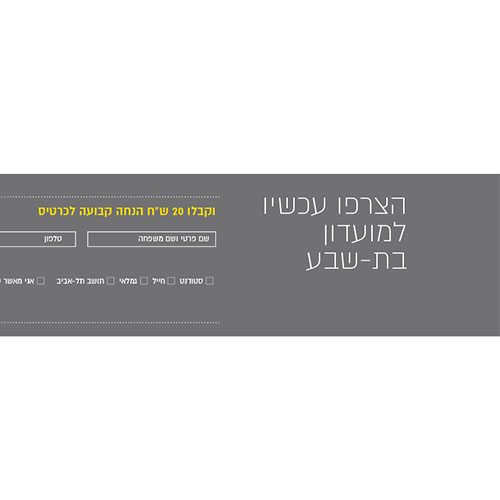 הצרפו עכשיו
למועדון
בת-שבע
וקבלו 20 ש"ח הנחה קבועה לכרטיס
שם פרטי ושם משפחה
טלפון
סטודנט
חייל
גמלאי
תושב תל-אביב
אני מאשר